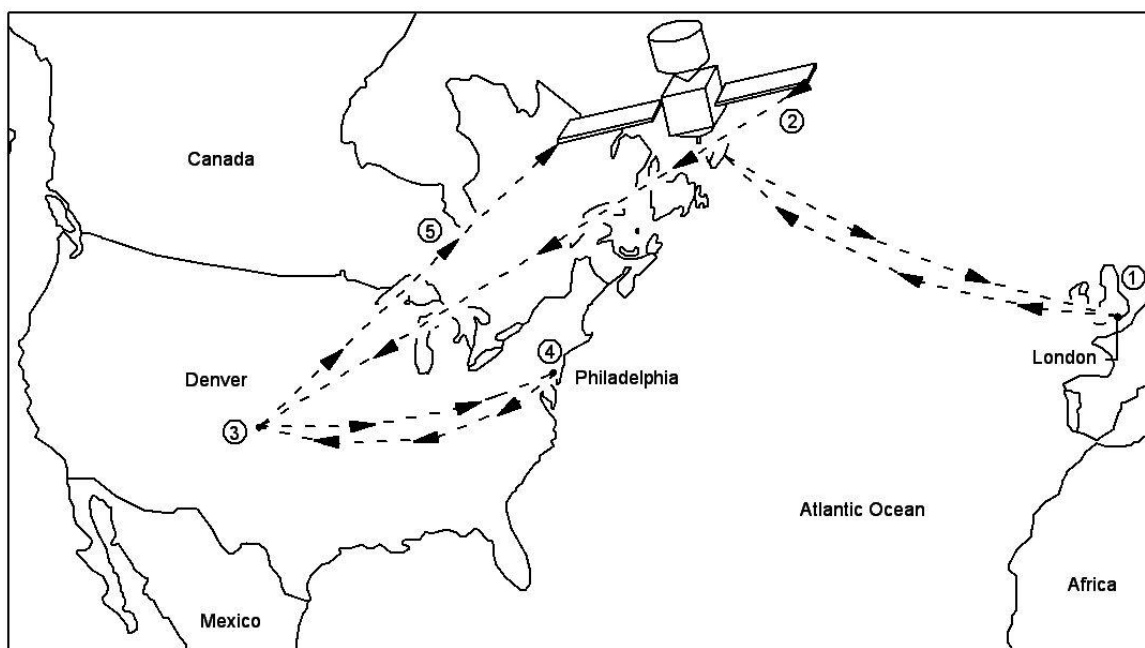 ②
Canada
⑤
①
London
④
Denver
Philadelphia
③
Atlantic Ocean
Africa
Mexico